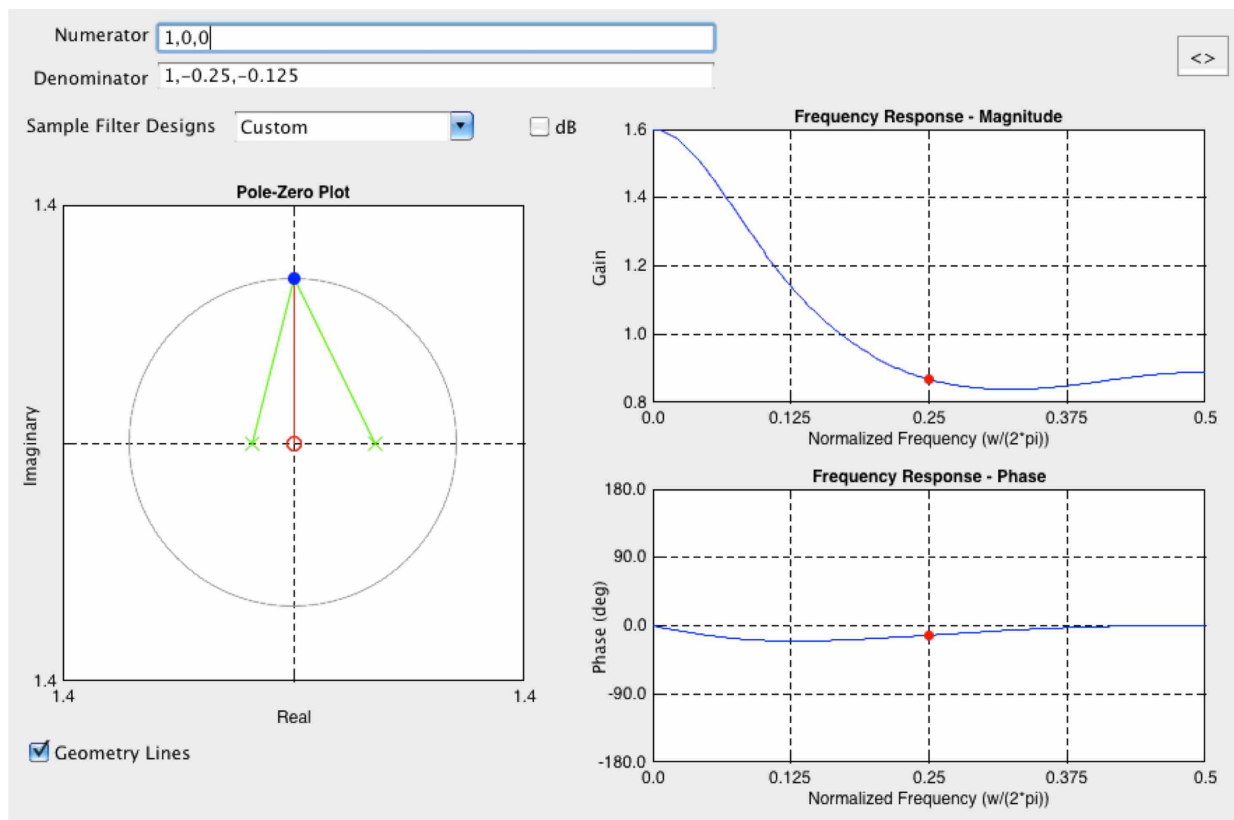 Numerator 1,0,0
<>
Denominator 1,-0.25,-0.125
Sample Filter Designs Custom
dB
Pole-Zero Plot
1.4
Imaginary
1.4
1.4 1.4
Real
Geometry Lines
Frequency Response - Magnitude
1.6
1.4
1.2
1.0
0.8
Gain
0.0 0.125 0.25 0.375 0.5
Normalized Frequency (w/(2*pi))
Frequency Response - Phase
180.0
90.0
0.0
-90.0
-180.0
Phase (deg)
0.0 0.125 0.25 0.375 0.5
Normalized Frequency (w/(2*pi))